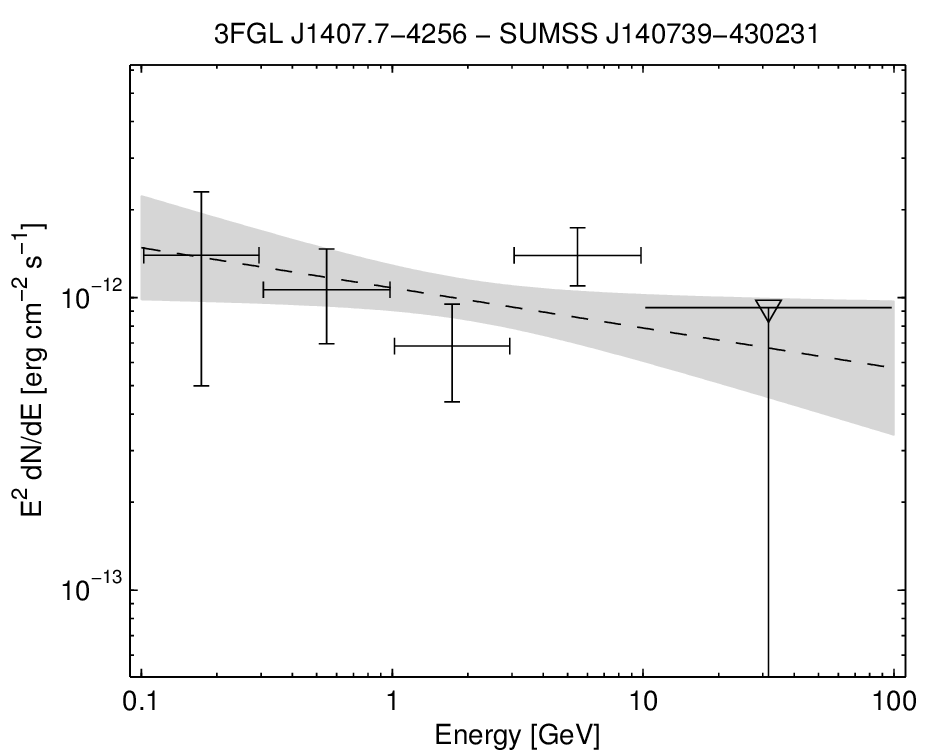 3FGL J1407.7−4256 − SUMSS J140739−430231
E² dN/dE [erg cm⁻² s⁻¹]
10⁻¹²
10⁻¹³
0.1 1 10 100
Energy [GeV]